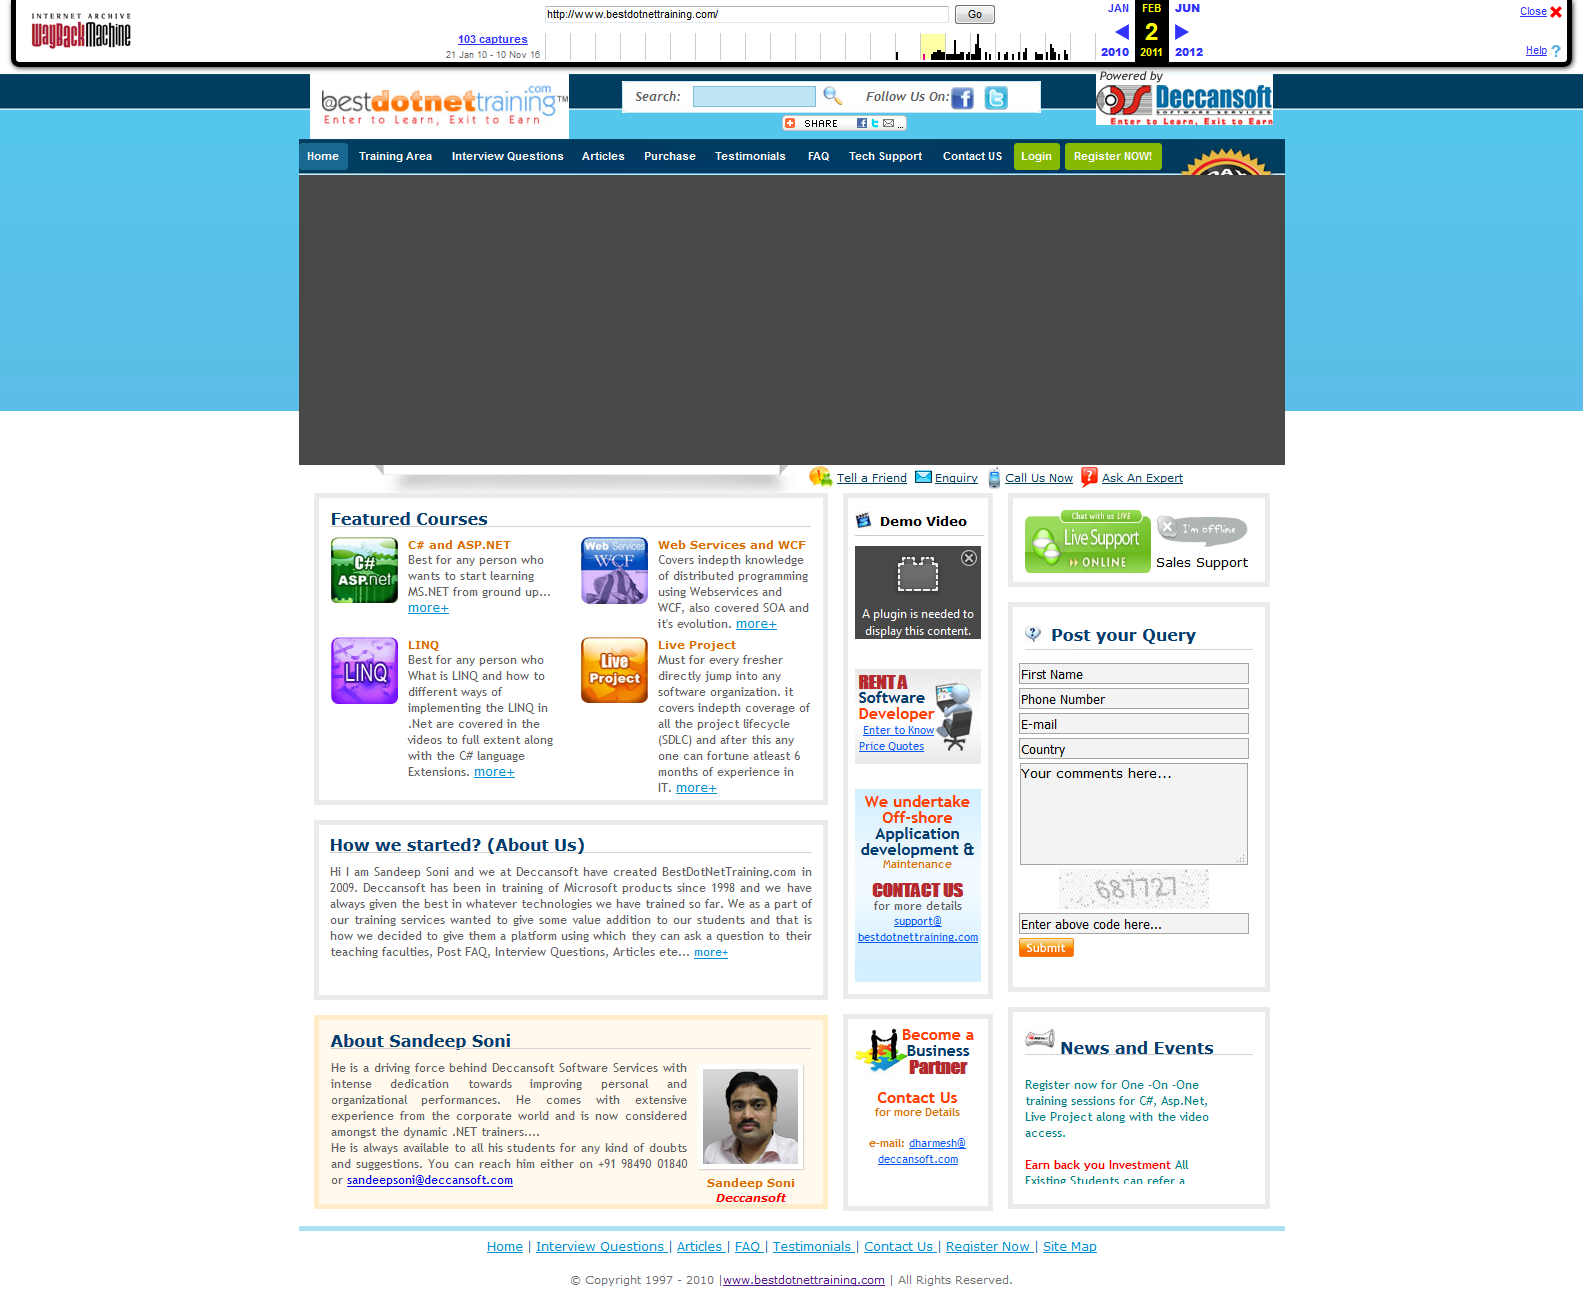 INTERNET ARCHIVE
WayBackMachine
http://www.bestdotnettraining.com/
Go
103 captures
21 Jan 10 - 10 Nov 16
JAN FEB JUN
2
2010 2011 2012
Close
Help
@bestdotnettraining.com TM
Enter to Learn, Exit to Earn
Search:
Follow Us On:
SHARE ...
Powered by
Deccansoft
SOFTWARE SERVICES
Enter to Learn, Exit to Earn
Home Training Area Interview Questions Articles Purchase Testimonials FAQ Tech Support Contact US Login Register NOW!
Tell a Friend Enquiry Call Us Now Ask An Expert
Featured Courses
C#
ASP.net
C# and ASP.NET
Best for any person who
wants to start learning
MS.NET from ground up...
more+
Web Services
WCF
Web Services and WCF
Covers indepth knowledge
of distributed programming
using Webservices and
WCF, also covered SOA and
it's evolution. more+
LINQ
LINQ
Best for any person who
What is LINQ and how to
different ways of
implementing the LINQ in
.Net are covered in the
videos to full extent along
with the C# language
Extensions. more+
Live
Project
Live Project
Must for every fresher
directly jump into any
software organization. it
covers indepth coverage of
all the project lifecycle
(SDLC) and after this any
one can fortune atleast 6
months of experience in
IT. more+
How we started? (About Us)
Hi I am Sandeep Soni and we at Deccansoft have created BestDotNetTraining.com in
2009. Deccansoft has been in training of Microsoft products since 1998 and we have
always given the best in whatever technologies we have trained so far. We as a part of
our training services wanted to give some value addition to our students and that is
how we decided to give them a platform using which they can ask a question to their
teaching faculties, Post FAQ, Interview Questions, Articles ete... more+
About Sandeep Soni
He is a driving force behind Deccansoft Software Services with
intense dedication towards improving personal and
organizational performances. He comes with extensive
experience from the corporate world and is now considered
amongst the dynamic .NET trainers....
He is always available to all his students for any kind of doubts
and suggestions. You can reach him either on +91 98490 01840
or sandeepsoni@deccansoft.com
Sandeep Soni
Deccansoft
Demo Video
A plugin is needed to
display this content.
RENT A
Software
Developer
Enter to Know
Price Quotes
We undertake
Off-shore
Application
development &
Maintenance
CONTACT US
for more details
support@
bestdotnettraining.com
Become a
Business
Partner
Contact Us
for more Details
e-mail: dharmesh@
deccansoft.com
Chat with us LIVE
Live Support
ONLINE
I'm offline
Sales Support
Post your Query
First Name
Phone Number
E-mail
Country
Your comments here...
687727
Enter above code here...
Submit
NEWS
News and Events
Register now for One -On -One
training sessions for C#, Asp.Net,
Live Project along with the video
access.
Earn back you Investment All
Existing Students can refer a
Home | Interview Questions | Articles | FAQ | Testimonials | Contact Us | Register Now | Site Map
© Copyright 1997 - 2010 |www.bestdotnettraining.com | All Rights Reserved.